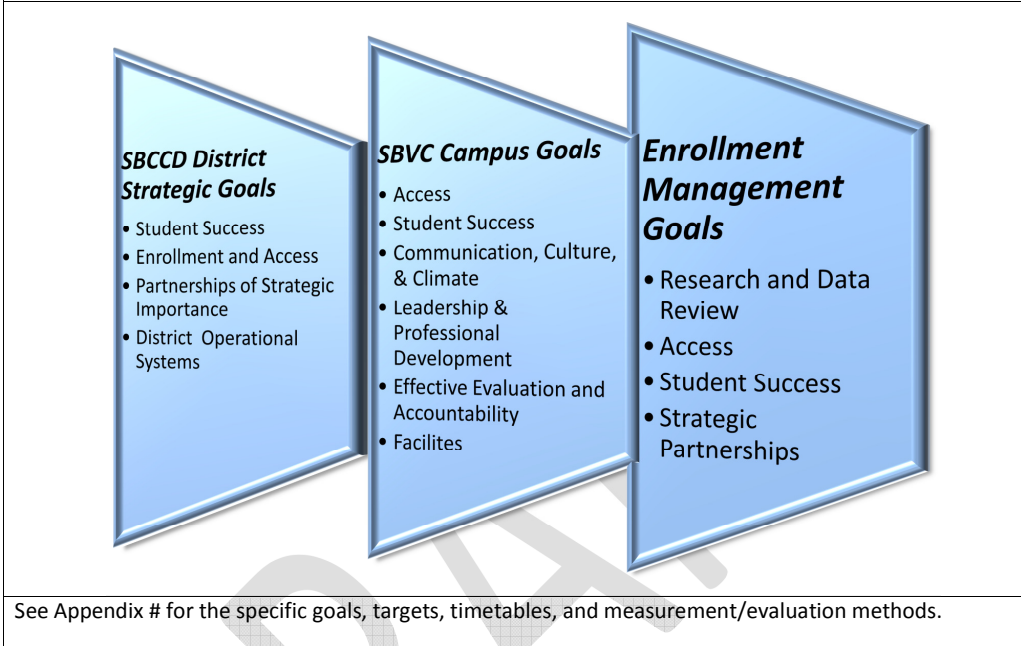 SBCCD District
Strategic Goals
• Student Success
• Enrollment and Access
• Partnerships of Strategic
Importance
• District Operational
Systems
SBVC Campus Goals
• Access
• Student Success
• Communication, Culture,
& Climate
• Leadership &
Professional
Development
• Effective Evaluation and
Accountability
• Facilites
Enrollment
Management
Goals
• Research and Data
Review
• Access
• Student Success
• Strategic
Partnerships
See Appendix # for the specific goals, targets, timetables, and measurement/evaluation methods.